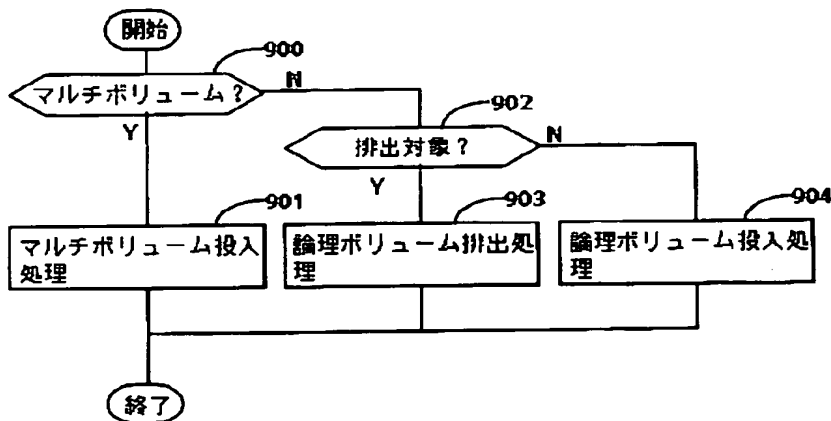 開始
900
マルチボリューム？
N
902
Y
排出対象？
N
Y
901
903
904
マルチボリューム投入
処理
論理ボリューム排出処
理
論理ボリューム投入処
理
終了